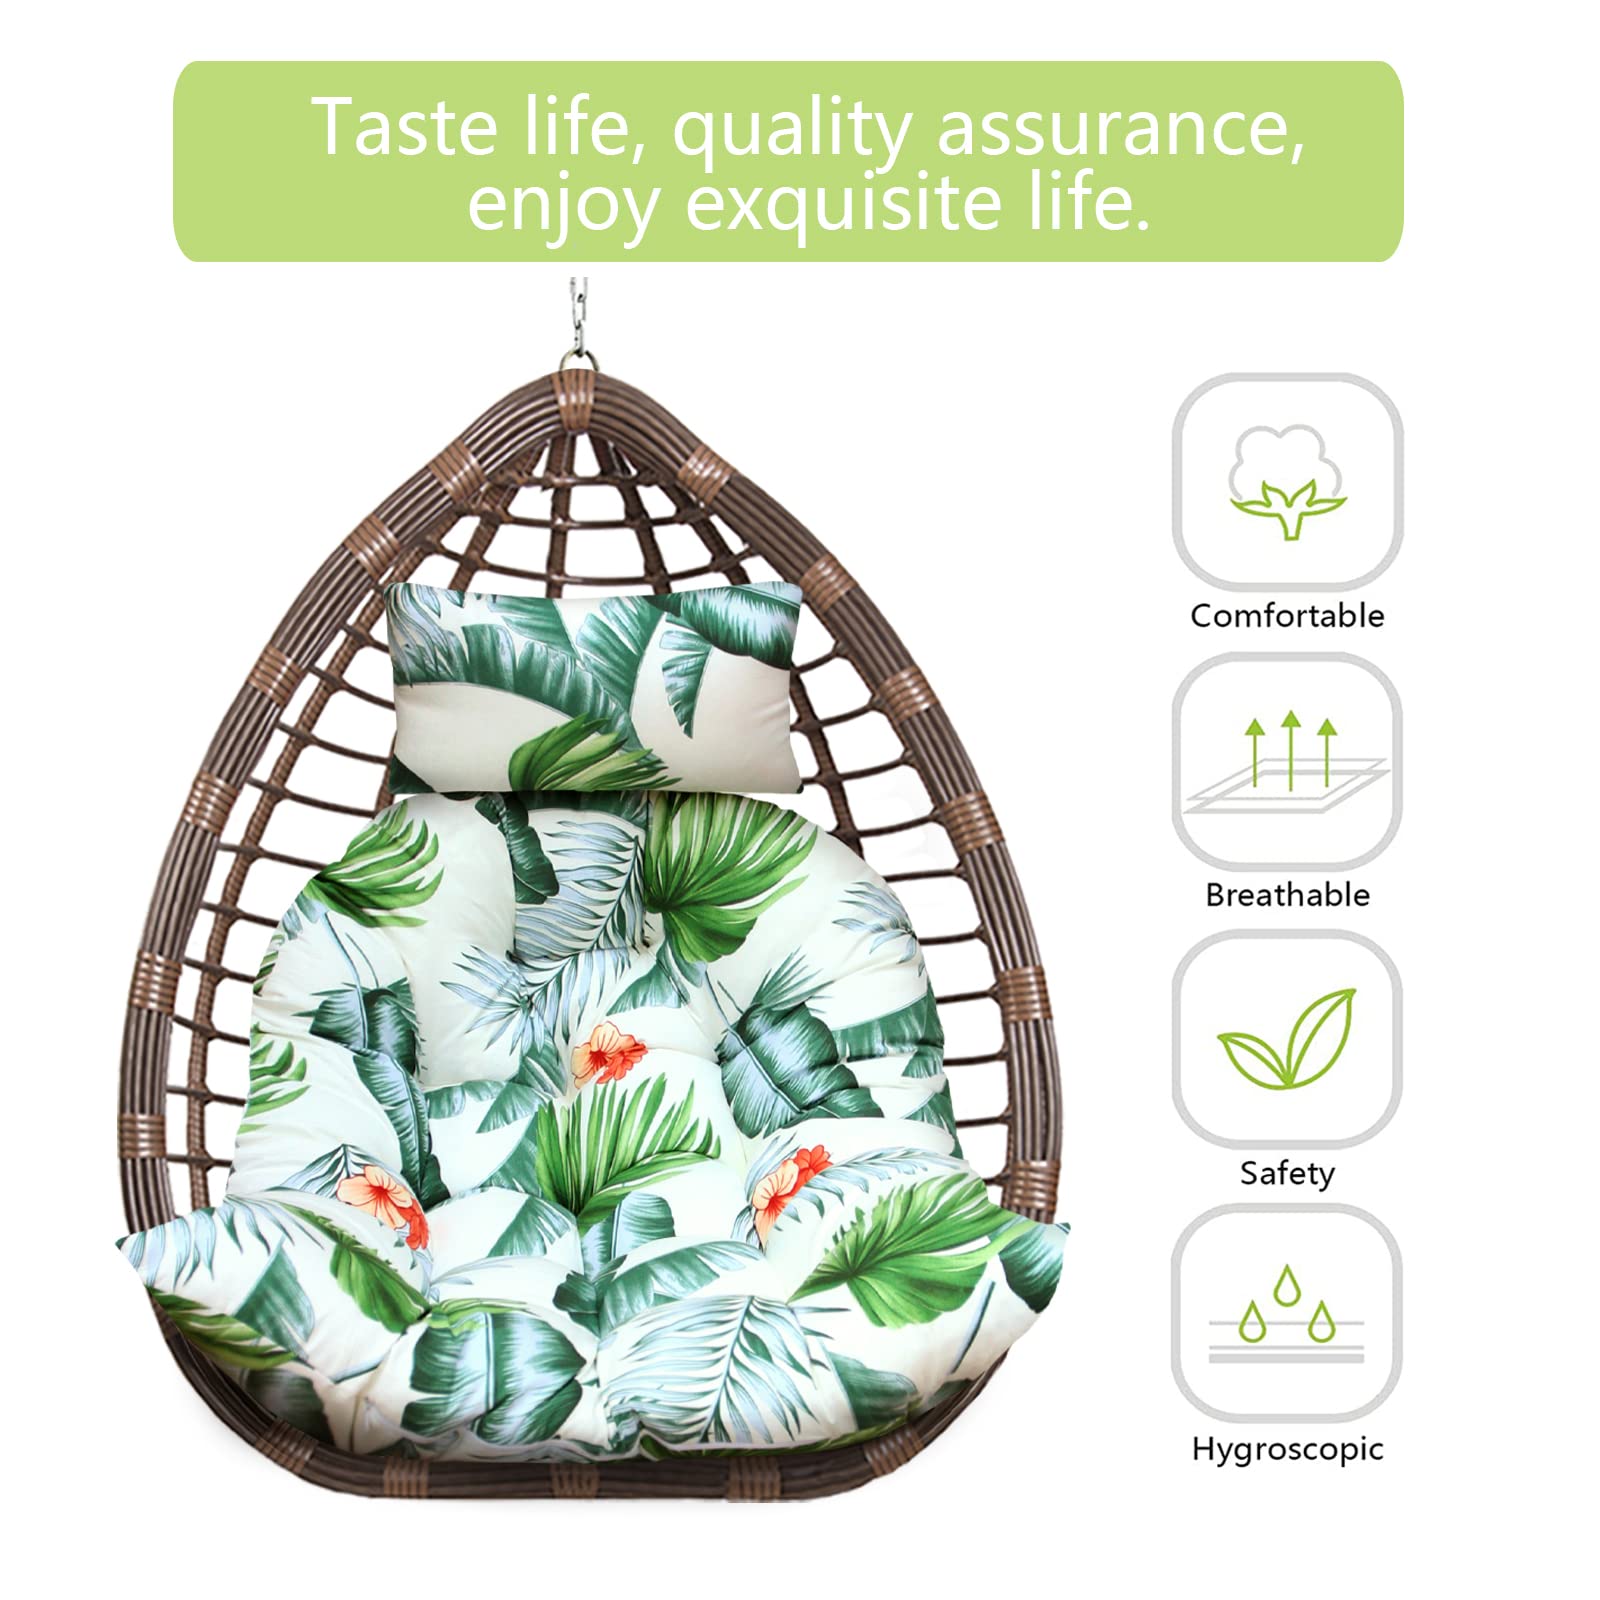 Taste life, quality assurance,
enjoy exquisite life.
Comfortable
Breathable
Safety
Hygroscopic